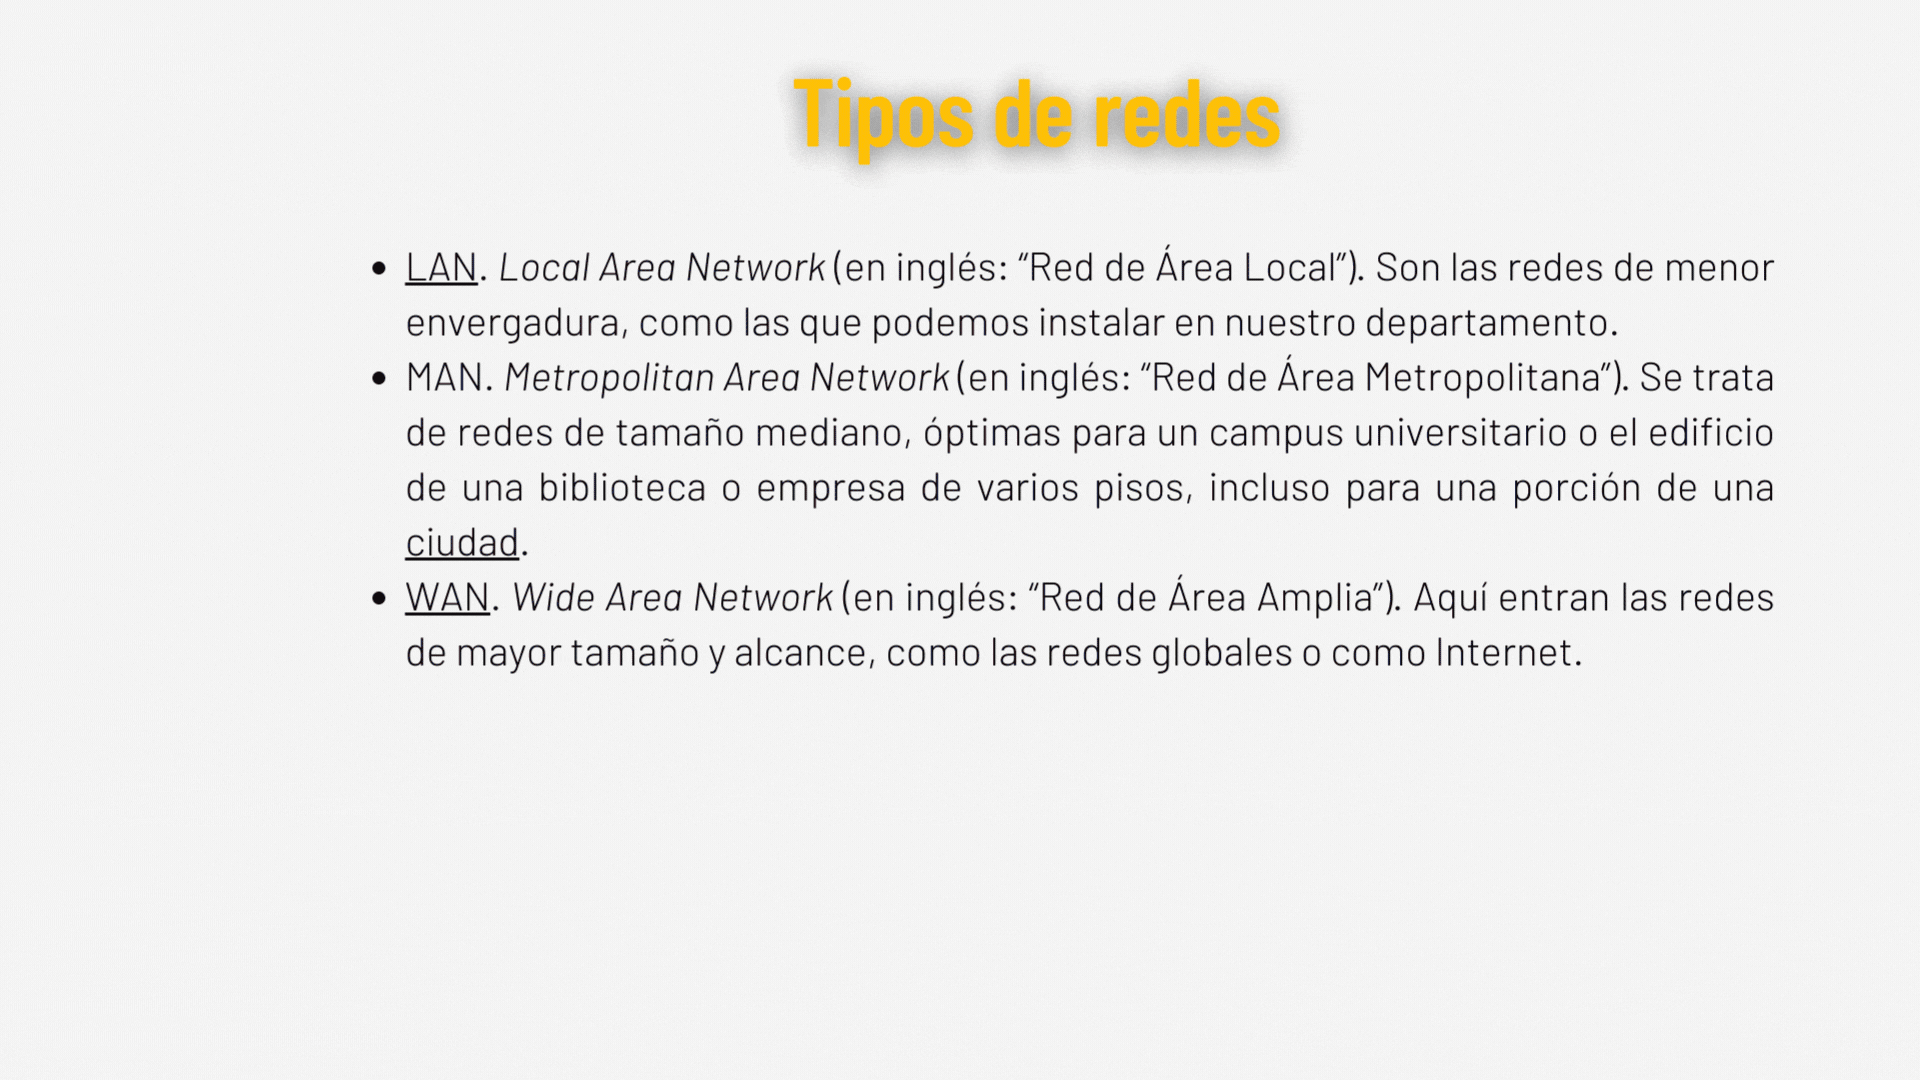 Tipos de redes
• LAN. Local Area Network (en inglés: “Red de Área Local”). Son las redes de menor
envergadura, como las que podemos instalar en nuestro departamento.
• MAN. Metropolitan Area Network (en inglés: “Red de Área Metropolitana”). Se trata
de redes de tamaño mediano, óptimas para un campus universitario o el edificio
de una biblioteca o empresa de varios pisos, incluso para una porción de una
ciudad.
• WAN. Wide Area Network (en inglés: “Red de Área Amplia”). Aquí entran las redes
de mayor tamaño y alcance, como las redes globales o como Internet.